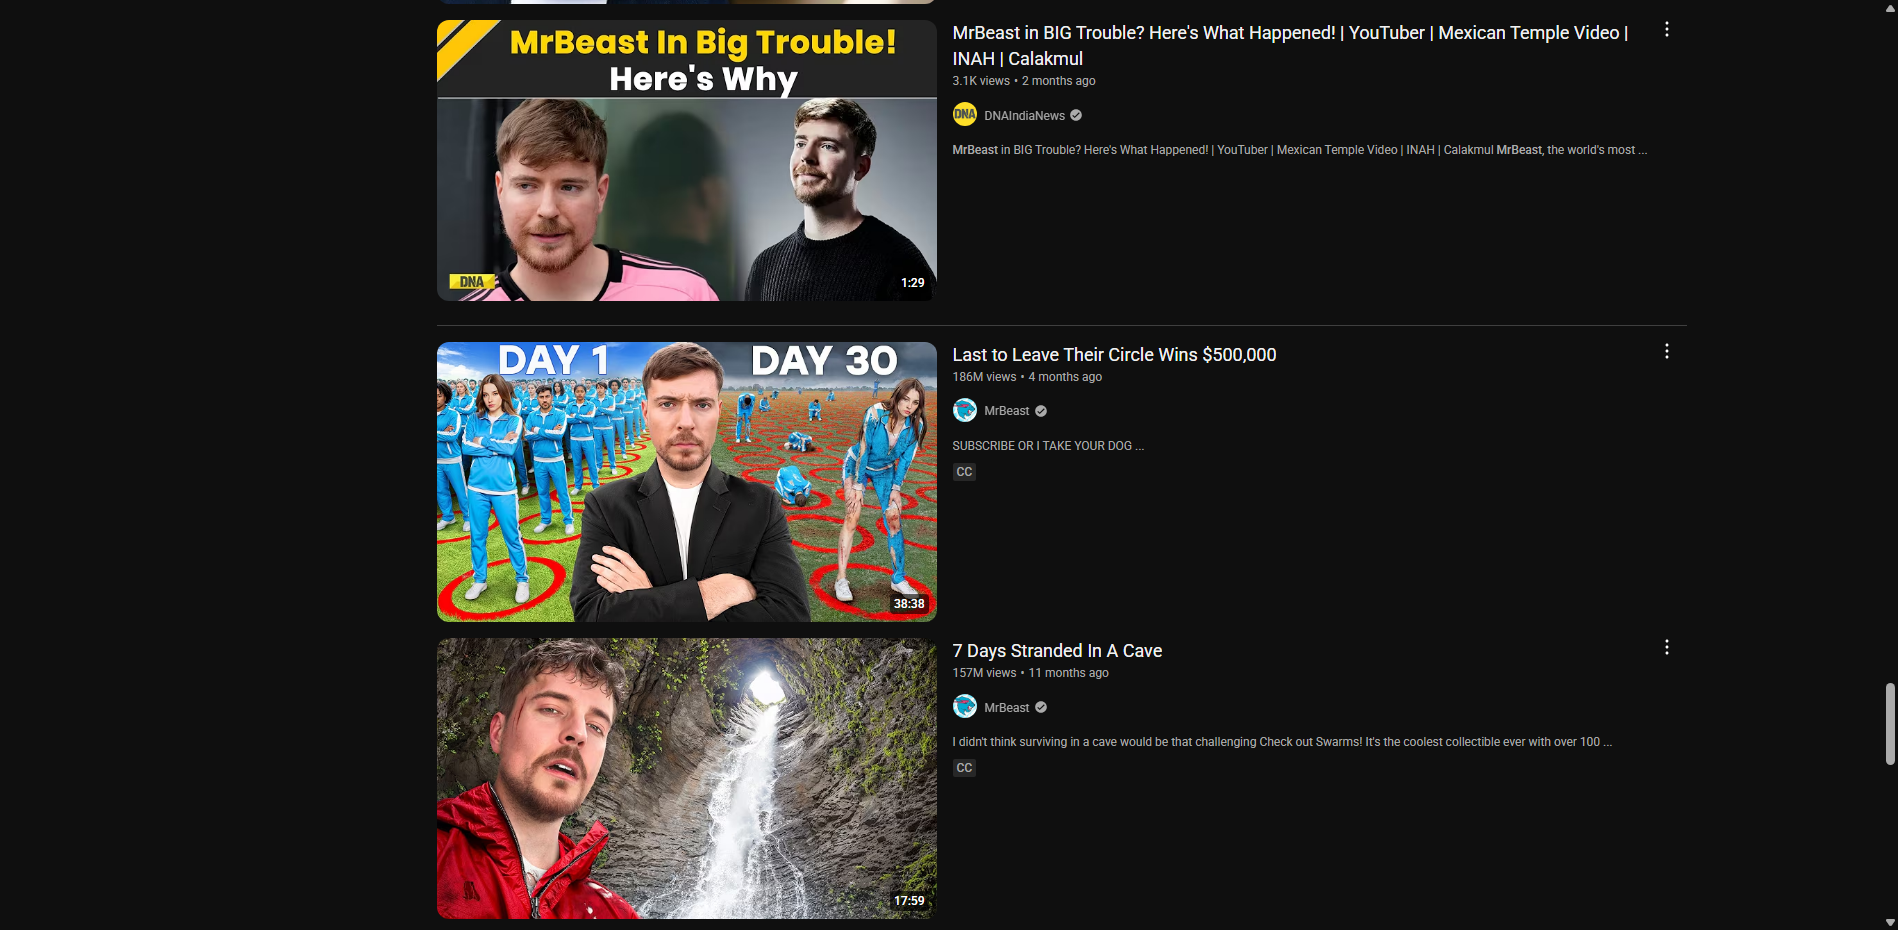 MrBeast In Big Trouble!
Here's Why
DNA
1:29
MrBeast in BIG Trouble? Here's What Happened! | YouTuber | Mexican Temple Video |
INAH | Calakmul
3.1K views • 2 months ago
DNA
DNAIndiaNews
MrBeast in BIG Trouble? Here's What Happened! | YouTuber | Mexican Temple Video | INAH | Calakmul MrBeast, the world's most ...
DAY 1
DAY 30
38:38
Last to Leave Their Circle Wins $500,000
186M views • 4 months ago
MrBeast
SUBSCRIBE OR I TAKE YOUR DOG ...
CC
17:59
7 Days Stranded In A Cave
157M views • 11 months ago
MrBeast
I didn't think surviving in a cave would be that challenging Check out Swarms! It's the coolest collectible ever with over 100 ...
CC